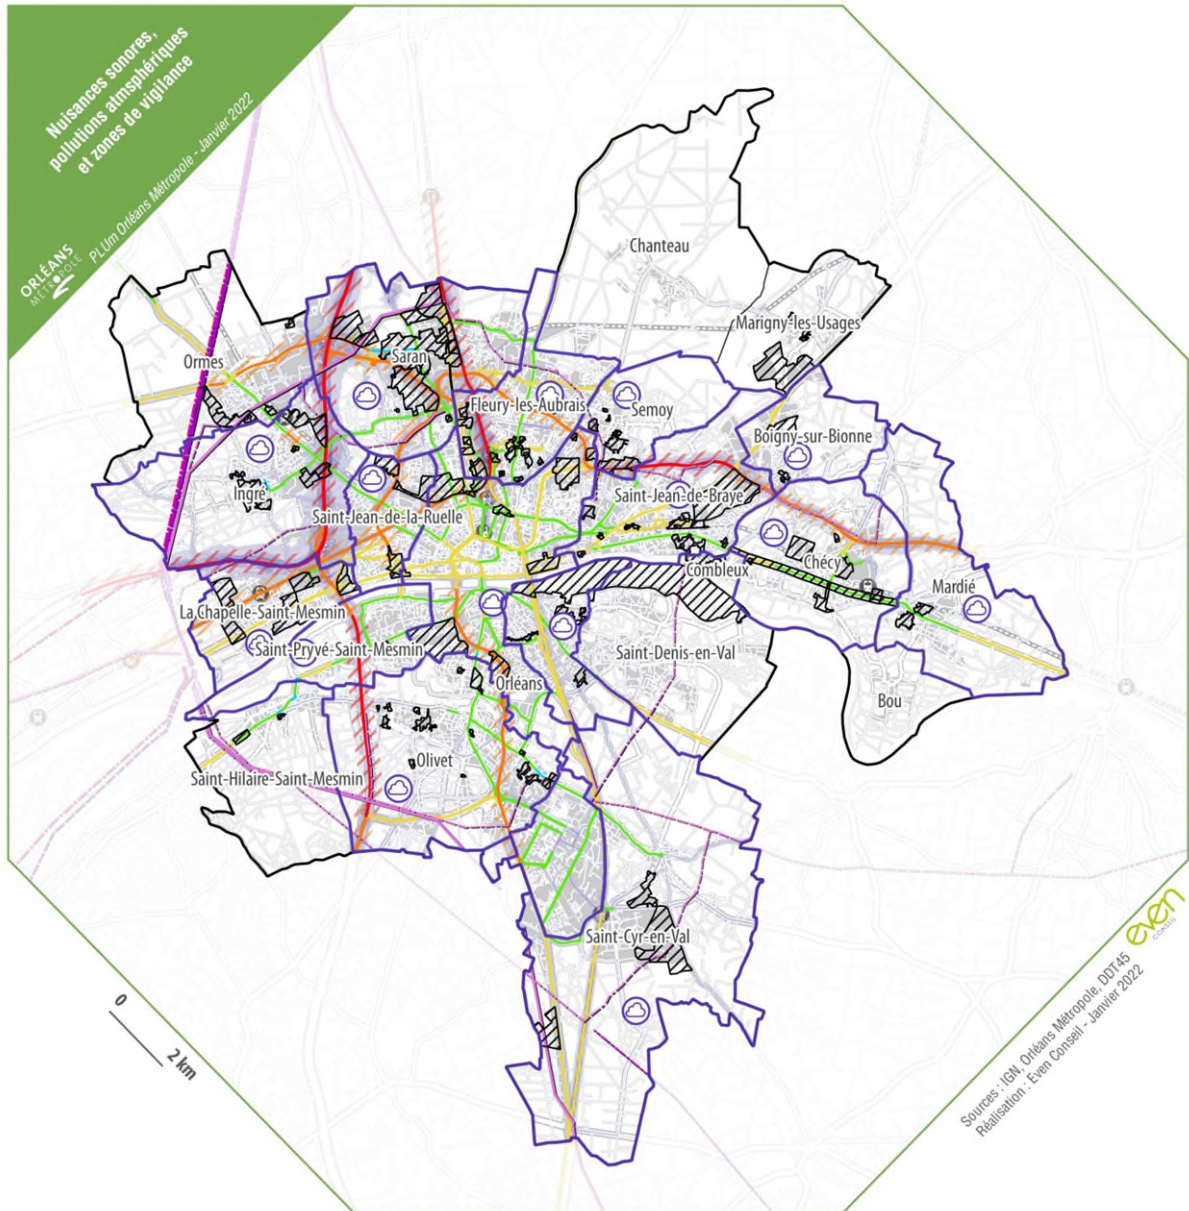 Nuisances sonores,
pollutions atmsphériques
et zones de vigilance
PLUm Orléans Métropole - Janvier 2022
ORLÉANS
MÉTROPOLE
Chanteau
Marigny-les-Usages
Ormes
Saran
Fleury-les-Aubrais
Semoy
Boigny-sur-Bionne
Ingré
Saint-Jean-de-Braye
Saint-Jean-de-la-Ruelle
Chécy
Combleux
Mardié
La Chapelle-Saint-Mesmin
Saint-Pryvé-Saint-Mesmin
Saint-Denis-en-Val
Orléans
Bou
Olivet
Saint-Hilaire-Saint-Mesmin
Saint-Cyr-en-Val
0
2 km
even
CONSEIL
Sources : IGN, Orléans Métropole, DDT45
Réalisation : Even Conseil - Janvier 2022